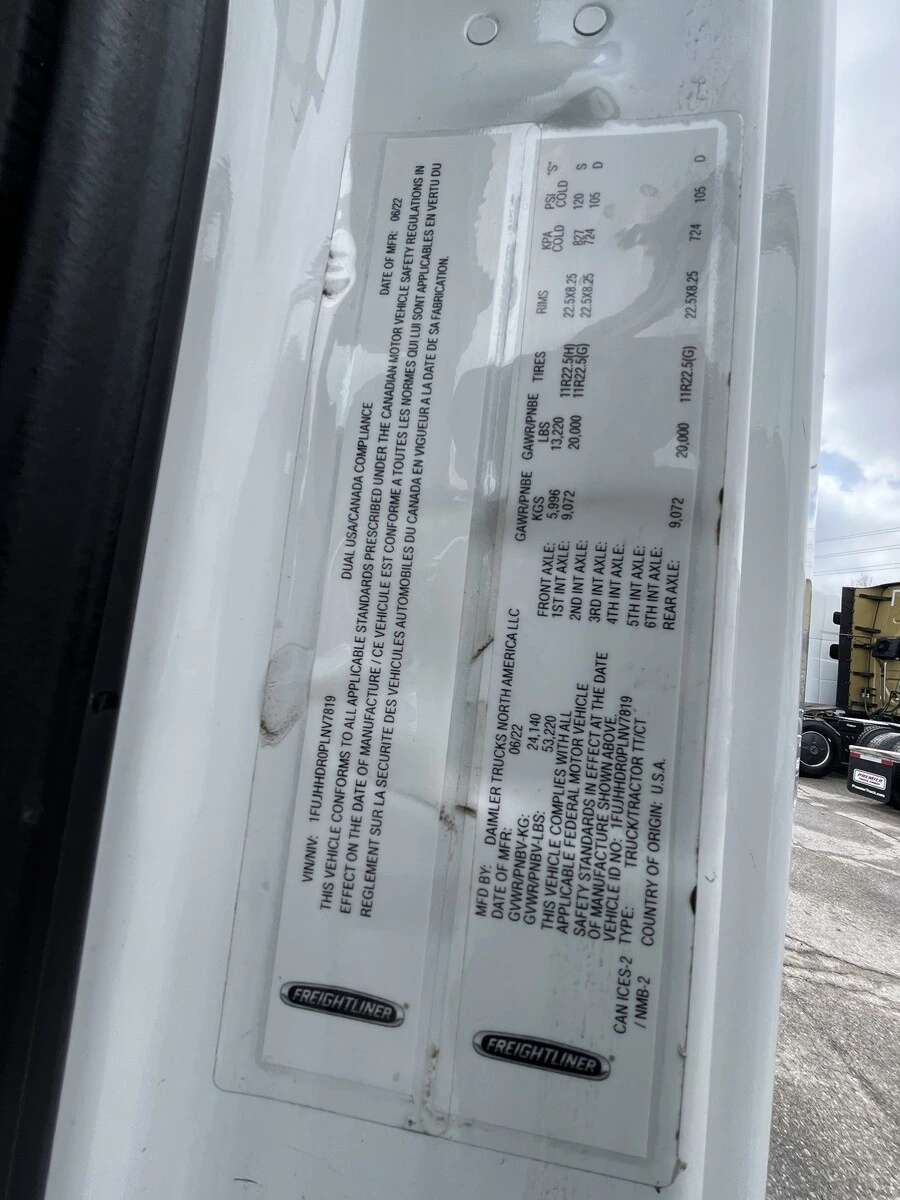 FREIGHTLINER
VIN/NIV: 1FUJHHDR0PLNV7819
DUAL USA/CANADA COMPLIANCE
DATE OF MFR: 06/22
THIS VEHICLE CONFORMS TO ALL APPLICABLE STANDARDS PRESCRIBED UNDER THE CANADIAN MOTOR VEHICLE SAFETY REGULATIONS IN
EFFECT ON THE DATE OF MANUFACTURE / CE VEHICULE EST CONFORME A TOUTES LES NORMES QUI LUI SONT APPLICABLES EN VERTU DU
REGLEMENT SUR LA SECURITE DES VEHICULES AUTOMOBILES DU CANADA EN VIGUEUR A LA DATE DE SA FABRICATION.
FREIGHTLINER
CAN ICES-2
/ NMB-2
MFD BY: DAIMLER TRUCKS NORTH AMERICA LLC
DATE OF MFR: 06/22
GVWR/PNBV-KG: 24,140
GVWR/PNBV-LBS: 53,220
THIS VEHICLE COMPLIES WITH ALL
APPLICABLE FEDERAL MOTOR VEHICLE
SAFETY STANDARDS IN EFFECT AT THE DATE
OF MANUFACTURE SHOWN ABOVE.
VEHICLE ID NO: 1FUJHHDR0PLNV7819
TYPE: TRUCK/TRACTOR TT/CT
COUNTRY OF ORIGIN: U.S.A.
GAWR/PNBE GAWR/PNBE TIRES RIMS KPA PSI "S"
KGS LBS COLD COLD
FRONT AXLE: 5,996 13,220 11R22.5(H) 22.5X8.25 827 120 S
1ST INT AXLE: 9,072 20,000 11R22.5(G) 22.5X8.25 724 105 D
2ND INT AXLE:
3RD INT AXLE:
4TH INT AXLE:
5TH INT AXLE:
6TH INT AXLE:
REAR AXLE: 9,072 20,000 11R22.5(G) 22.5X8.25 724 105 D
PREMIER
PremierTruck.com